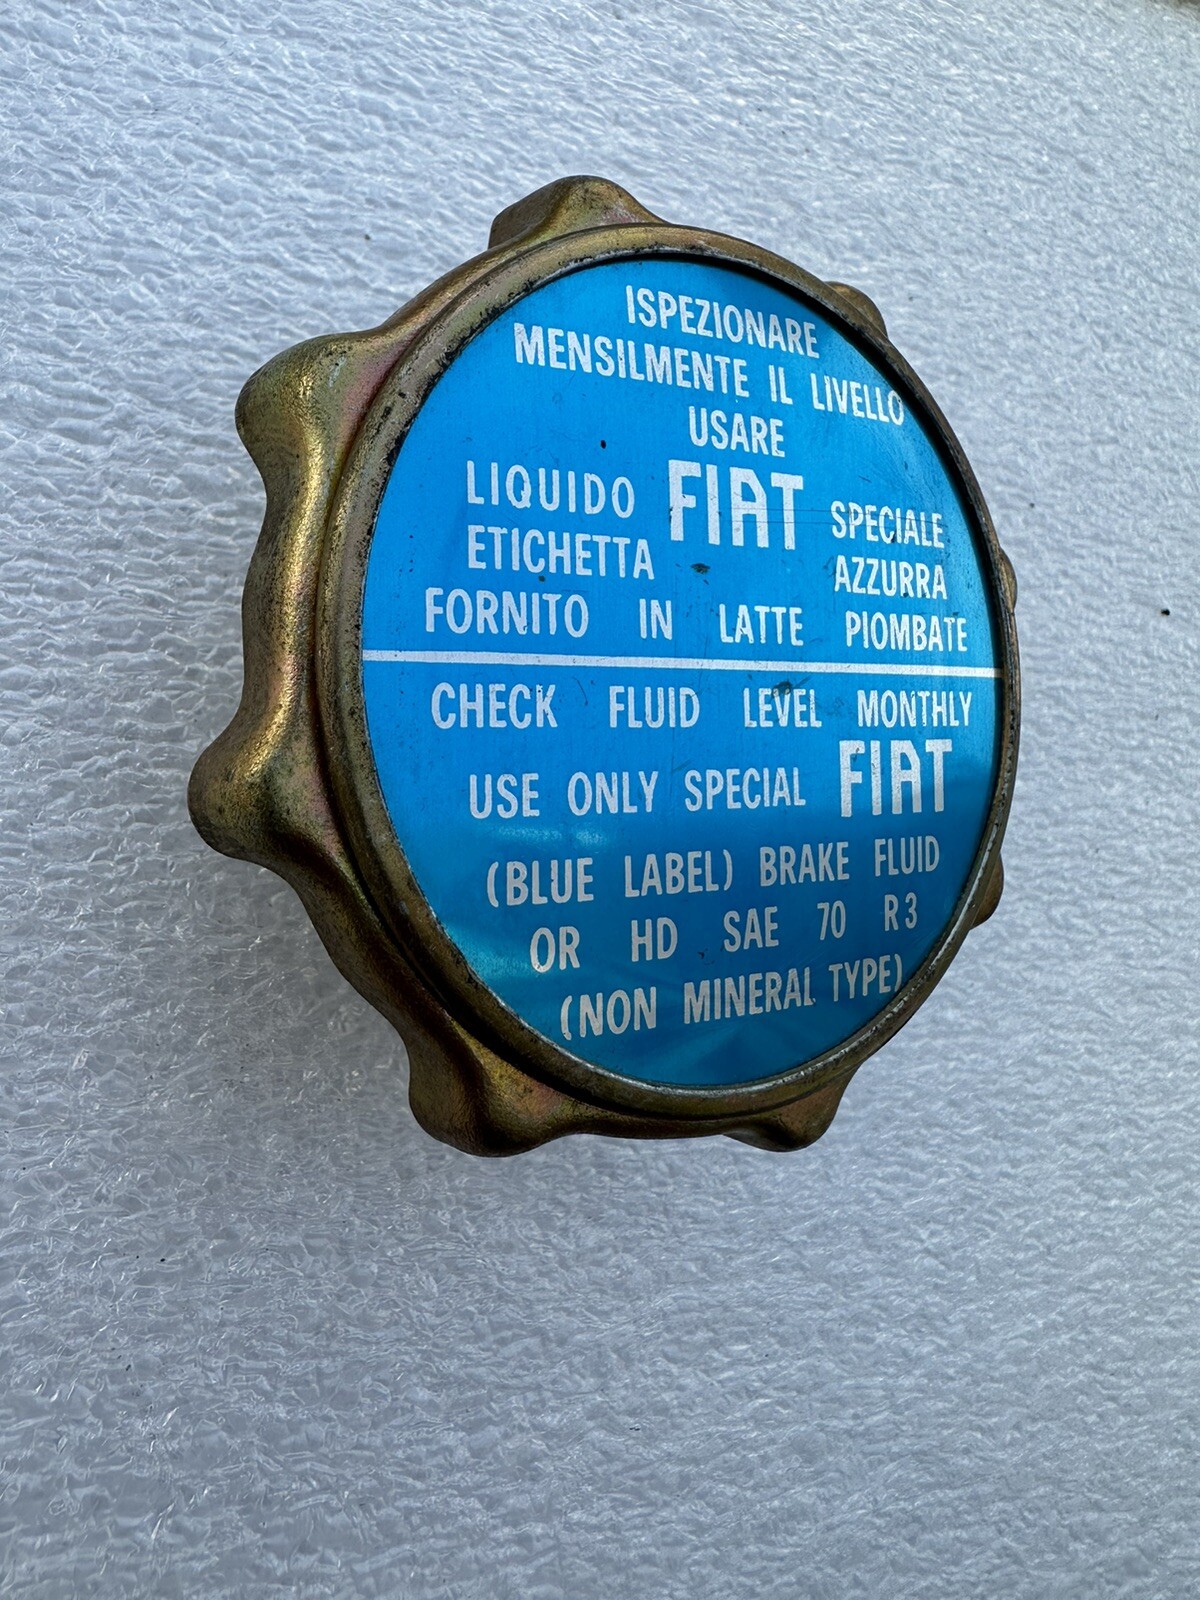 ISPEZIONARE
MENSILMENTE IL LIVELLO
USARE
LIQUIDO FIAT SPECIALE
ETICHETTA AZZURRA
FORNITO IN LATTE PIOMBATE
CHECK FLUID LEVEL MONTHLY
USE ONLY SPECIAL FIAT
(BLUE LABEL) BRAKE FLUID
OR HD SAE 70 R3
(NON MINERAL TYPE)